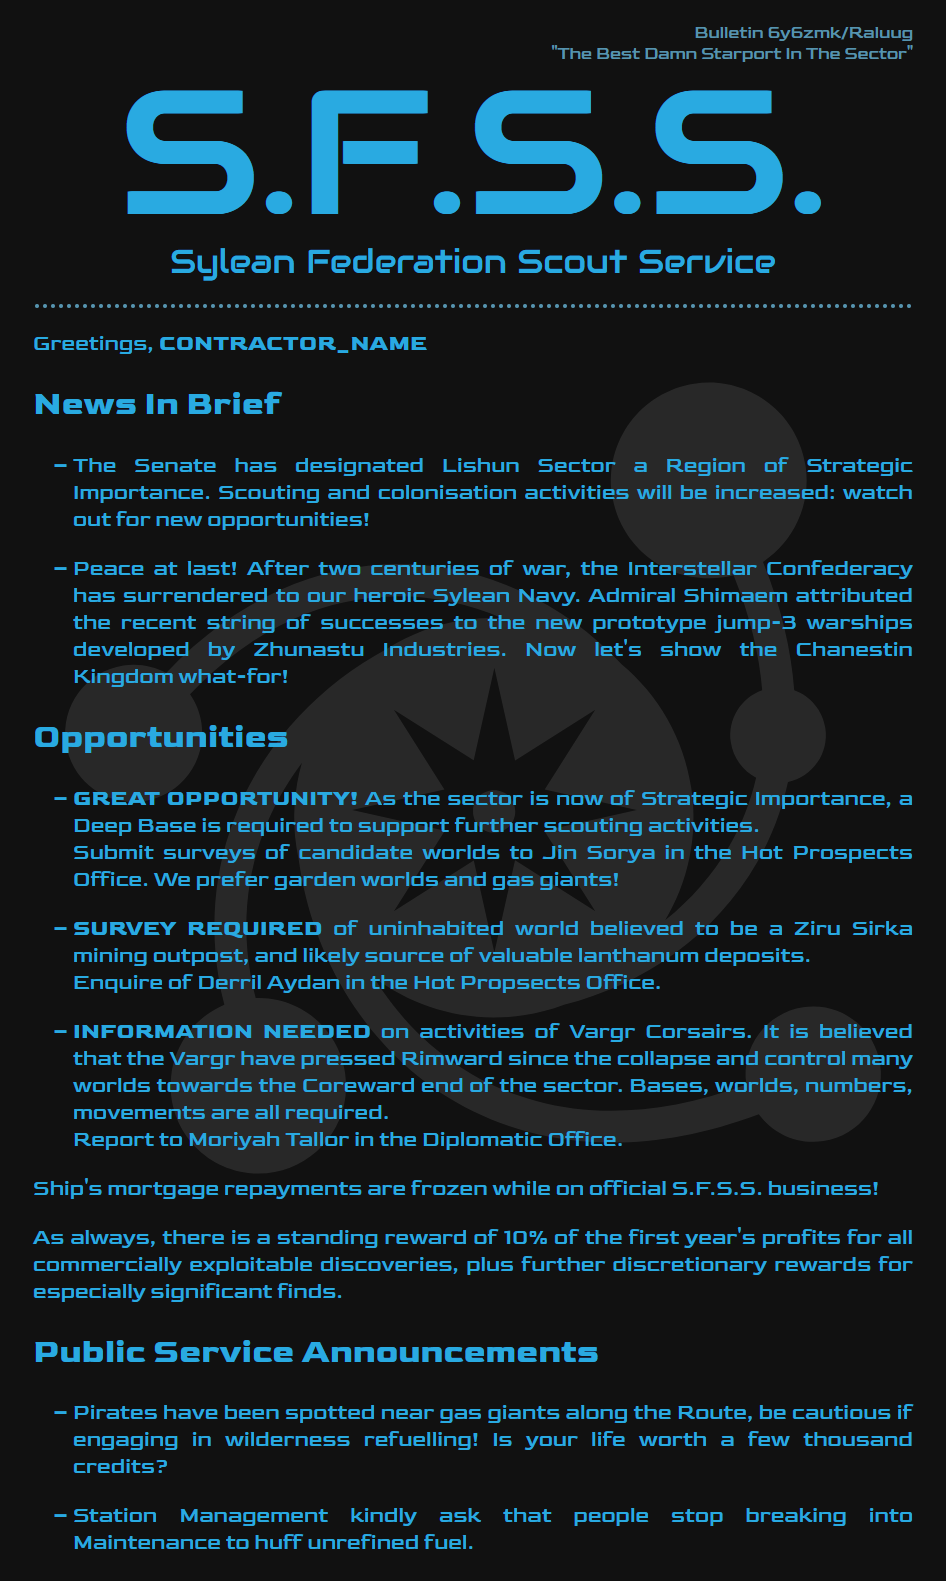 Bulletin 6y6zmk/Raluug
"The Best Damn Starport In The Sector"
S.F.S.S.
Sylean Federation Scout Service
Greetings, CONTRACTOR_NAME
News In Brief
– The Senate has designated Lishun Sector a Region of Strategic
Importance. Scouting and colonisation activities will be increased: watch
out for new opportunities!
– Peace at last! After two centuries of war, the Interstellar Confederacy
has surrendered to our heroic Sylean Navy. Admiral Shimaem attributed
the recent string of successes to the new prototype jump-3 warships
developed by Zhunastu Industries. Now let's show the Chanestin
Kingdom what-for!
Opportunities
– GREAT OPPORTUNITY! As the sector is now of Strategic Importance, a
Deep Base is required to support further scouting activities.
Submit surveys of candidate worlds to Jin Sorya in the Hot Prospects
Office. We prefer garden worlds and gas giants!
– SURVEY REQUIRED of uninhabited world believed to be a Ziru Sirka
mining outpost, and likely source of valuable lanthanum deposits.
Enquire of Derril Aydan in the Hot Propsects Office.
– INFORMATION NEEDED on activities of Vargr Corsairs. It is believed
that the Vargr have pressed Rimward since the collapse and control many
worlds towards the Coreward end of the sector. Bases, worlds, numbers,
movements are all required.
Report to Moriyah Tallor in the Diplomatic Office.
Ship's mortgage repayments are frozen while on official S.F.S.S. business!
As always, there is a standing reward of 10% of the first year's profits for all
commercially exploitable discoveries, plus further discretionary rewards for
especially significant finds.
Public Service Announcements
– Pirates have been spotted near gas giants along the Route, be cautious if
engaging in wilderness refuelling! Is your life worth a few thousand
credits?
– Station Management kindly ask that people stop breaking into
Maintenance to huff unrefined fuel.